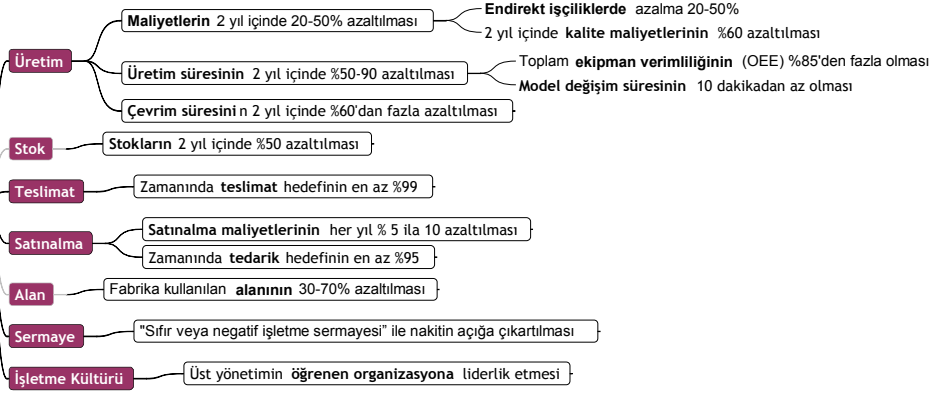 Üretim
Maliyetlerin 2 yıl içinde 20-50% azaltılması
Endirekt işçiliklerde azalma 20-50%
2 yıl içinde kalite maliyetlerinin %60 azaltılması
Üretim süresinin 2 yıl içinde %50-90 azaltılması
Toplam ekipman verimliliğinin (OEE) %85'den fazla olması
Model değişim süresinin 10 dakikadan az olması
Çevrim süresini n 2 yıl içinde %60'dan fazla azaltılması
Stok
Stokların 2 yıl içinde %50 azaltılması
Teslimat
Zamanında teslimat hedefinin en az %99
Satınalma
Satınalma maliyetlerinin her yıl % 5 ila 10 azaltılması
Zamanında tedarik hedefinin en az %95
Alan
Fabrika kullanılan alanının 30-70% azaltılması
Sermaye
"Sıfır veya negatif işletme sermayesi” ile nakitin açığa çıkartılması
İşletme Kültürü
Üst yönetimin öğrenen organizasyona liderlik etmesi